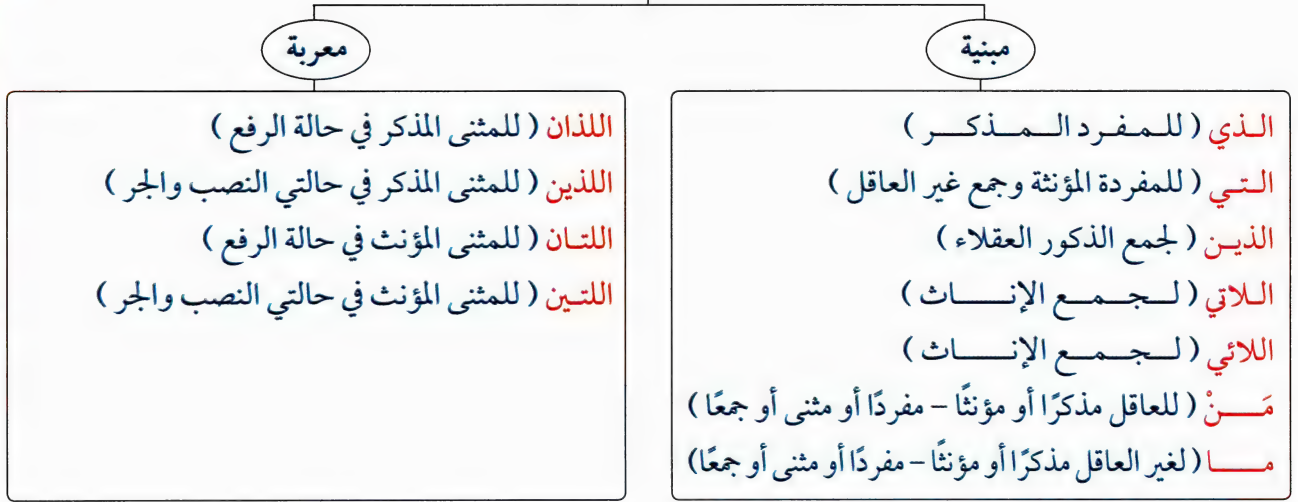 مبنية
الذي ( للمفرد المذكر )
التي ( للمفردة المؤنثة وجمع غير العاقل )
الذين ( لجمع الذكور العقلاء )
اللاتي ( لجمع الإناث )
اللائي ( لجمع الإناث )
مَنْ ( للعاقل مذكرًا أو مؤنثًا – مفردًا أو مثنى أو جمعًا )
ما ( لغير العاقل مذكرًا أو مؤنثًا – مفردًا أو مثنى أو جمعًا)
معربة
اللذان ( للمثنى المذكر في حالة الرفع )
اللذين ( للمثنى المذكر في حالتي النصب والجر )
اللتان ( للمثنى المؤنث في حالة الرفع )
اللتين ( للمثنى المؤنث في حالتي النصب والجر )